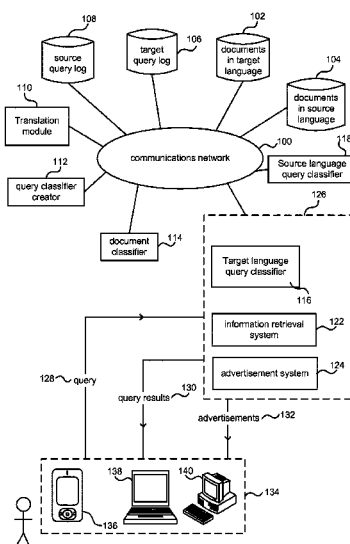 108
source
query log
target
query log
106
102
documents
in target
language
104
documents
in source
language
110
Translation
module
112
query classifier
creator
communications network
100
118
Source language
query classifier
126
document
classifier
114
Target language
query classifier
116
information retrieval
system
122
advertisement system
124
128
query
query results
130
advertisements
132
134
136
138
140